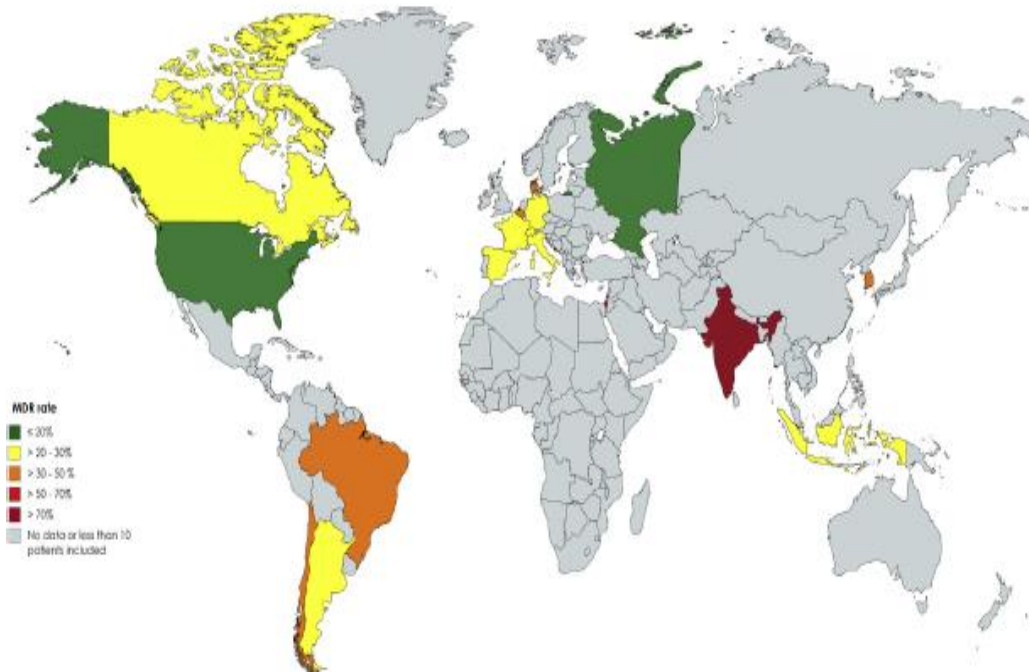 MDR rate
≤ 20%
> 20 - 30%
> 30 - 50 %
> 50 - 70%
> 70%
No data or less than 10
patients included